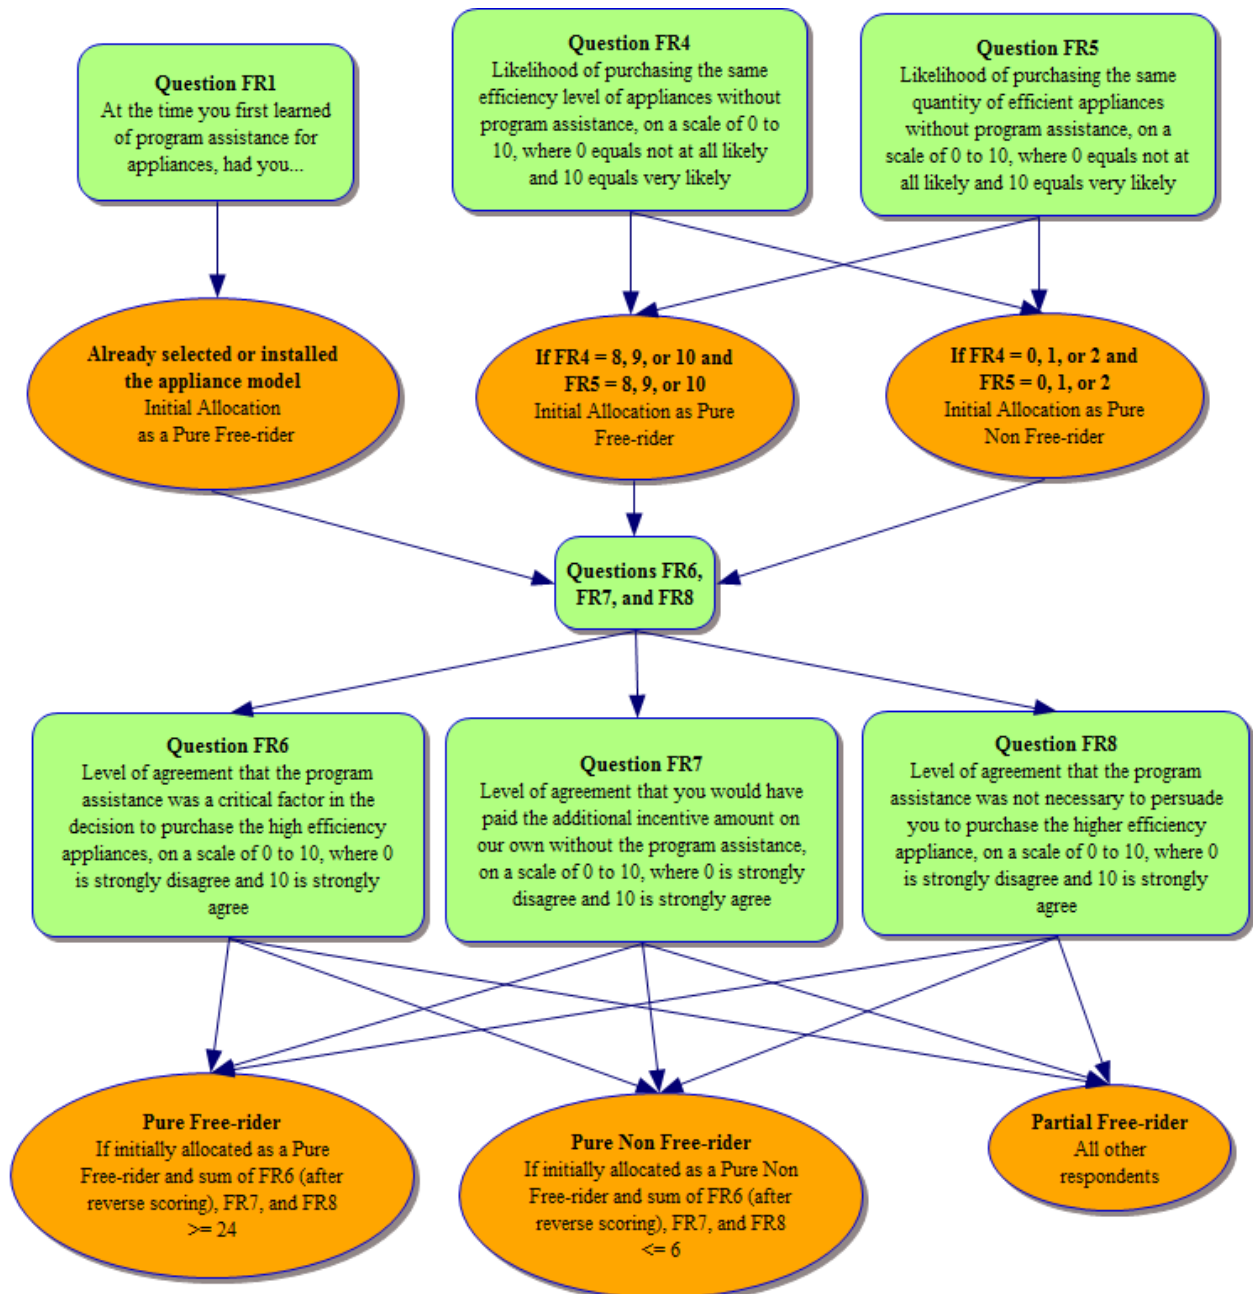 Question FR1
At the time you first learned
of program assistance for
appliances, had you...
Question FR4
Likelihood of purchasing the same
efficiency level of appliances without
program assistance, on a scale of 0 to
10, where 0 equals not at all likely
and 10 equals very likely
Question FR5
Likelihood of purchasing the same
quantity of efficient appliances
without program assistance, on a
scale of 0 to 10, where 0 equals not at
all likely and 10 equals very likely
Already selected or installed
the appliance model
Initial Allocation
as a Pure Free-rider
If FR4 = 8, 9, or 10 and
FR5 = 8, 9, or 10
Initial Allocation as Pure
Free-rider
If FR4 = 0, 1, or 2 and
FR5 = 0, 1, or 2
Initial Allocation as Pure
Non Free-rider
Questions FR6,
FR7, and FR8
Question FR6
Level of agreement that the program
assistance was a critical factor in the
decision to purchase the high efficiency
appliances, on a scale of 0 to 10, where 0
is strongly disagree and 10 is strongly
agree
Question FR7
Level of agreement that you would have
paid the additional incentive amount on
our own without the program assistance,
on a scale of 0 to 10, where 0 is strongly
disagree and 10 is strongly agree
Question FR8
Level of agreement that the program
assistance was not necessary to persuade
you to purchase the higher efficiency
appliance, on a scale of 0 to 10, where 0
is strongly disagree and 10 is strongly
agree
Pure Free-rider
If initially allocated as a Pure
Free-rider and sum of FR6 (after
reverse scoring), FR7, and FR8
>= 24
Pure Non Free-rider
If initially allocated as a Pure Non
Free-rider and sum of FR6 (after
reverse scoring), FR7, and FR8
<= 6
Partial Free-rider
All other
respondents